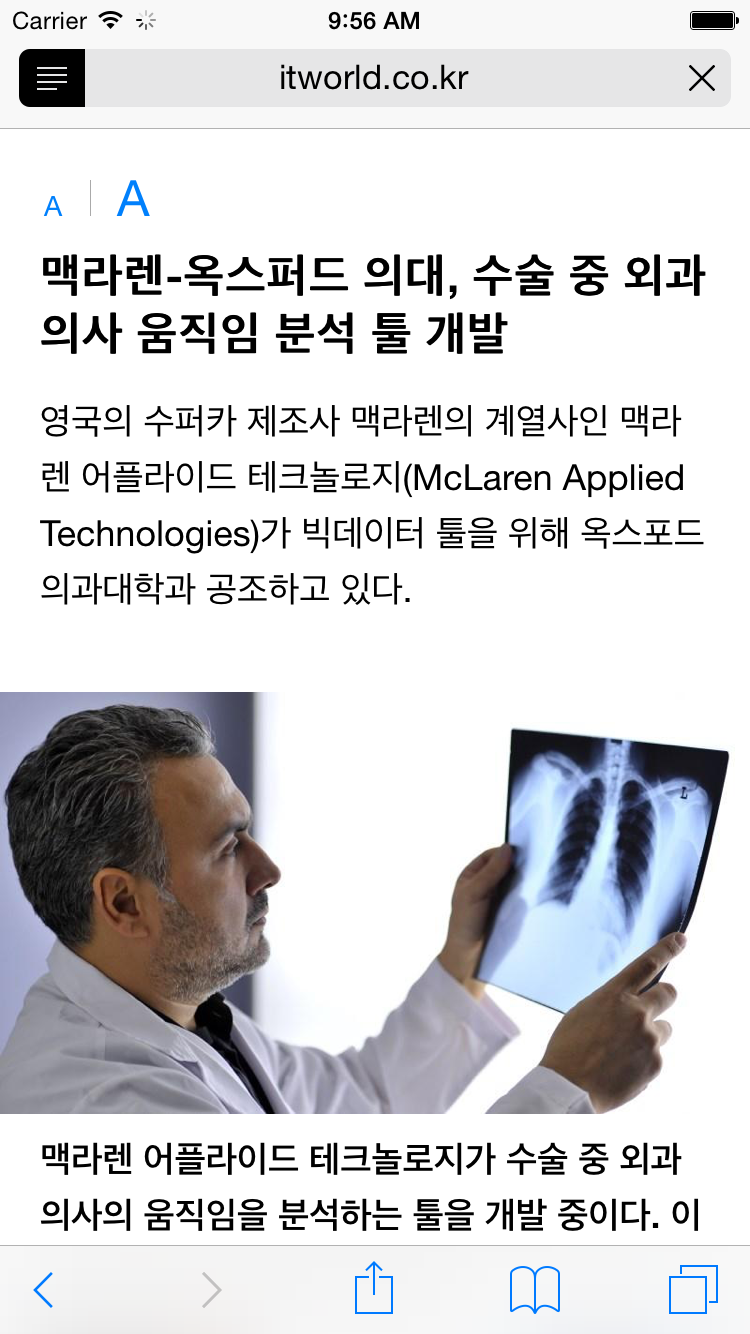 Carrier 9:56 AM
itworld.co.kr
A A
맥라렌-옥스퍼드 의대, 수술 중 외과
의사 움직임 분석 툴 개발
영국의 수퍼카 제조사 맥라렌의 계열사인 맥라
렌 어플라이드 테크놀로지(McLaren Applied
Technologies)가 빅데이터 툴을 위해 옥스포드
의과대학과 공조하고 있다.
L
맥라렌 어플라이드 테크놀로지가 수술 중 외과
의사의 움직임을 분석하는 툴을 개발 중이다. 이